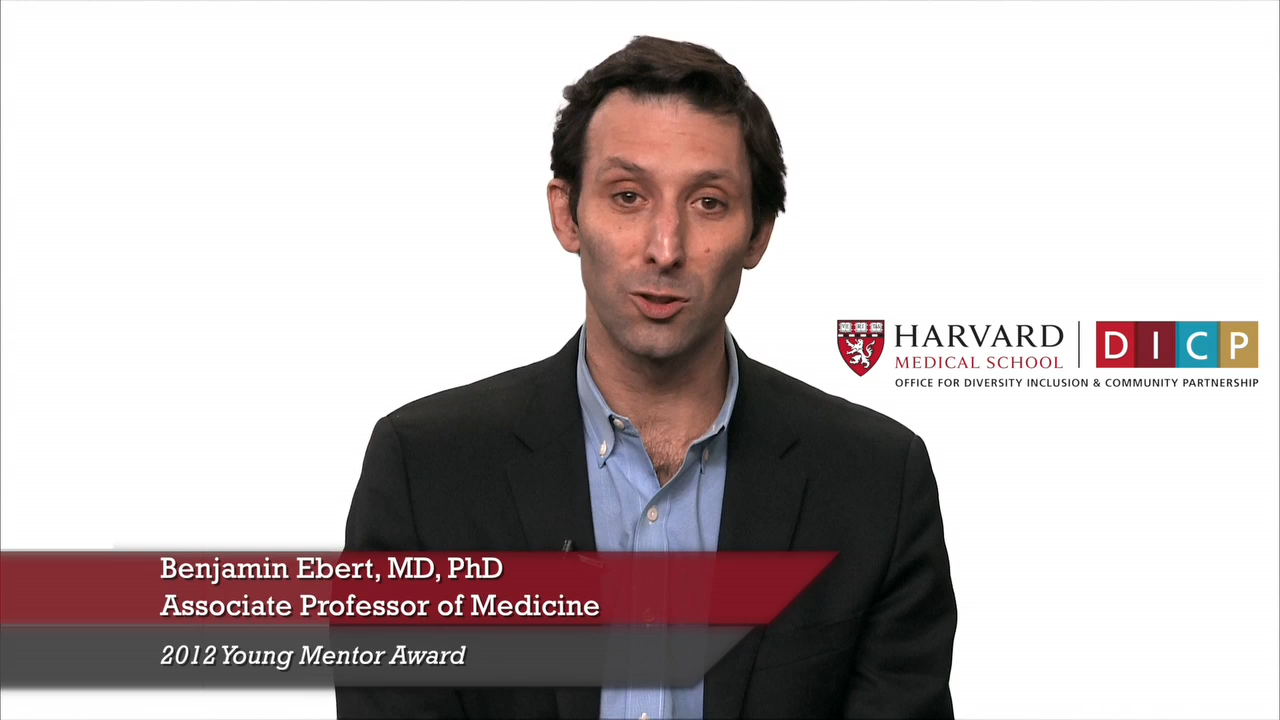 HARVARD
MEDICAL SCHOOL
DICP
OFFICE FOR DIVERSITY INCLUSION & COMMUNITY PARTNERSHIP
Benjamin Ebert, MD, PhD
Associate Professor of Medicine
2012 Young Mentor Award